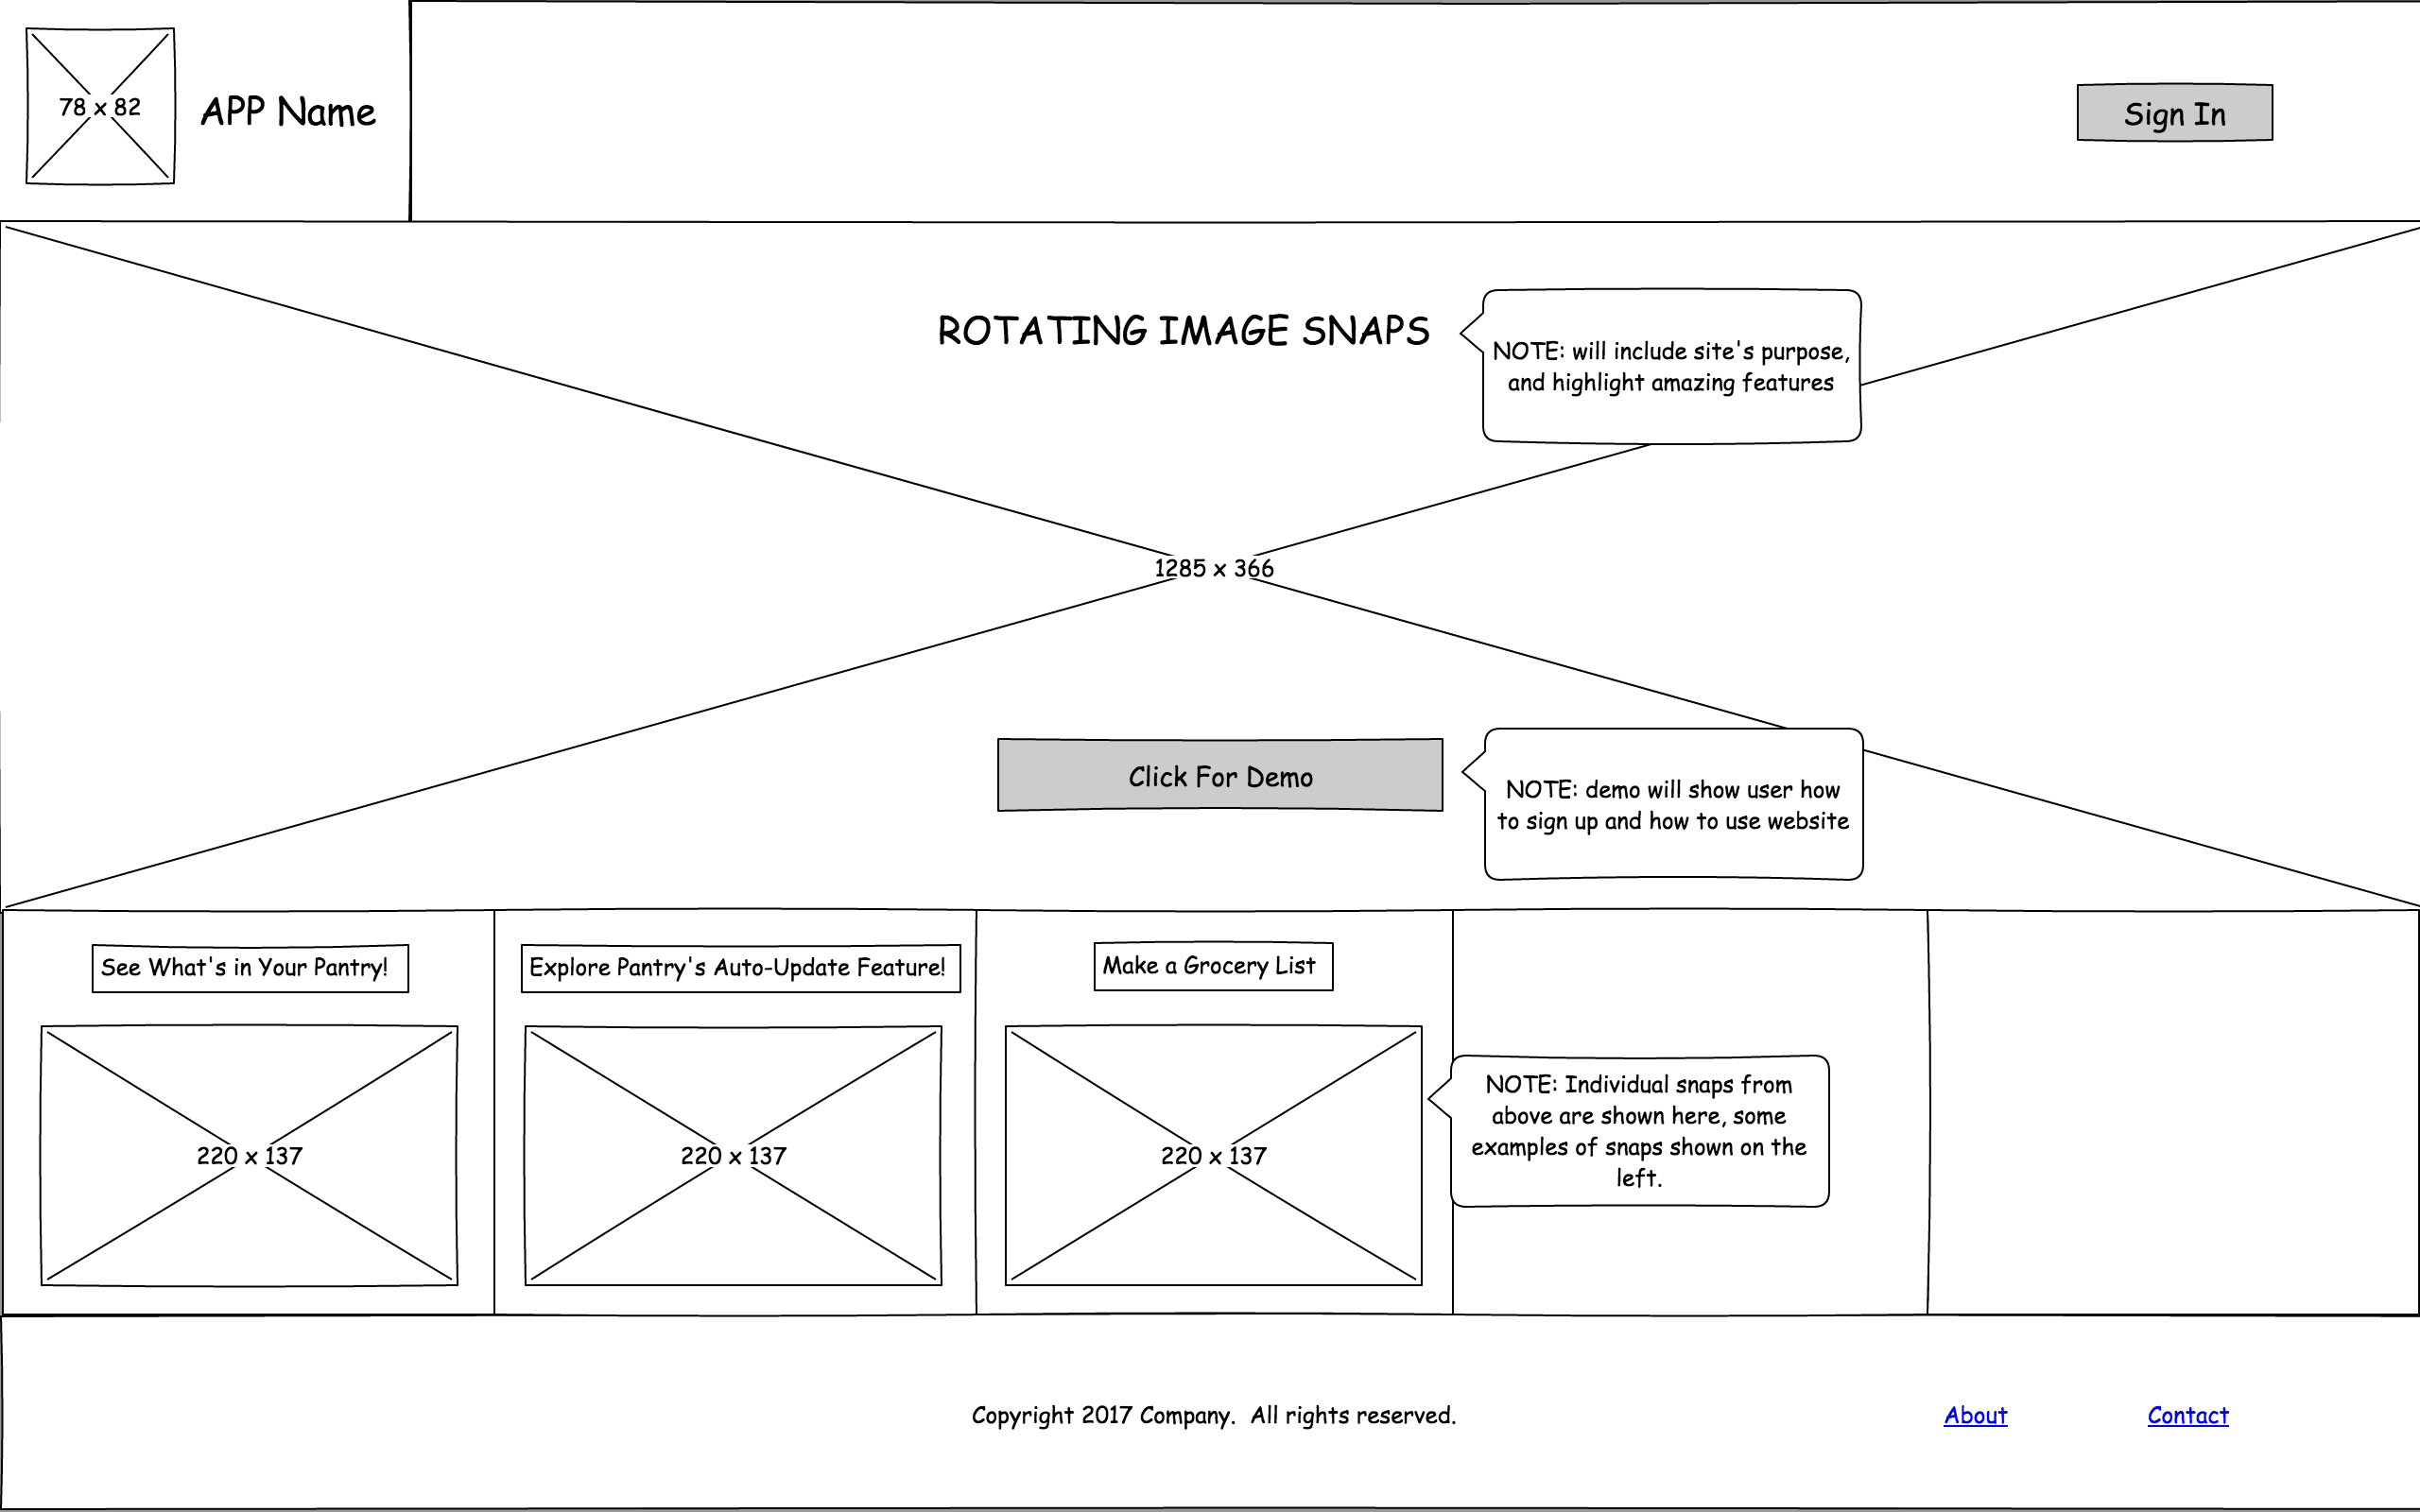 78 x 82
APP Name
Sign In
ROTATING IMAGE SNAPS
NOTE: will include site's purpose,
and highlight amazing features
1285 x 366
Click For Demo
NOTE: demo will show user how
to sign up and how to use website
See What's in Your Pantry!
Explore Pantry's Auto-Update Feature!
Make a Grocery List
220 x 137
220 x 137
220 x 137
NOTE: Individual snaps from
above are shown here, some
examples of snaps shown on the
left.
Copyright 2017 Company.  All rights reserved.
About
Contact